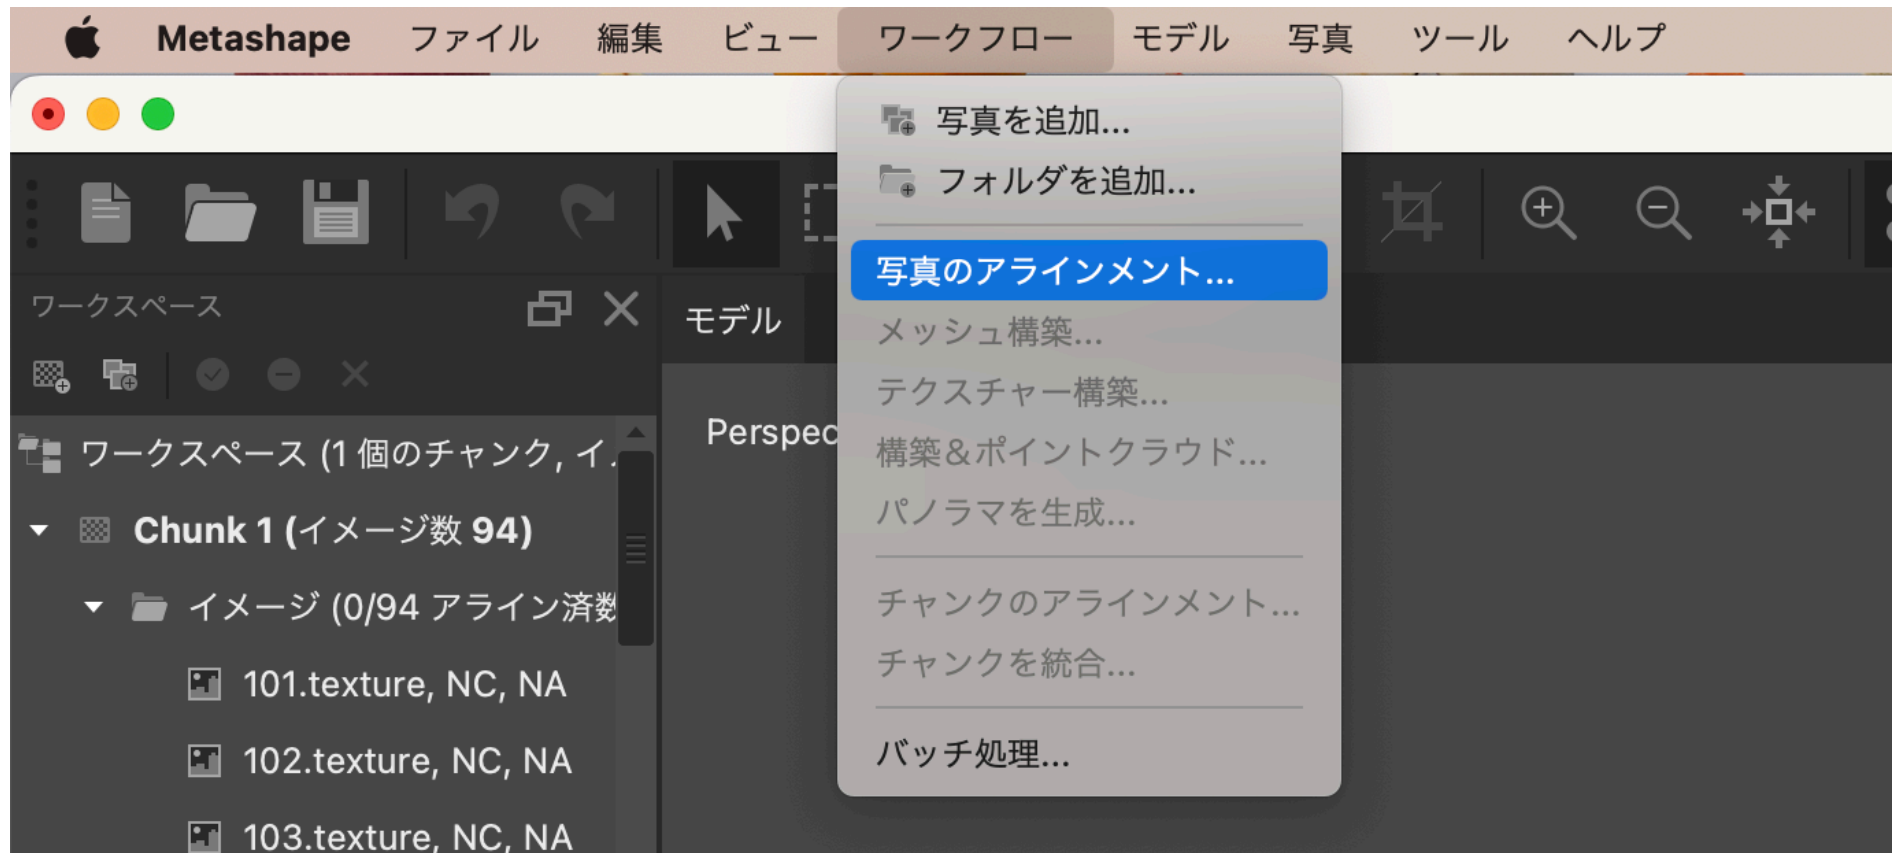 Metashape ファイル 編集 ビュー ワークフロー モデル 写真 ツール ヘルプ
写真を追加...
フォルダを追加...
写真のアラインメント...
メッシュ構築...
テクスチャー構築...
構築＆ポイントクラウド...
パノラマを生成...
チャンクのアラインメント...
チャンクを統合...
バッチ処理...
ワークスペース
ワークスペース (1 個のチャンク, イ
Chunk 1 (イメージ数 94)
イメージ (0/94 アライン済数
101.texture, NC, NA
102.texture, NC, NA
103.texture, NC, NA
モデル
Perspec